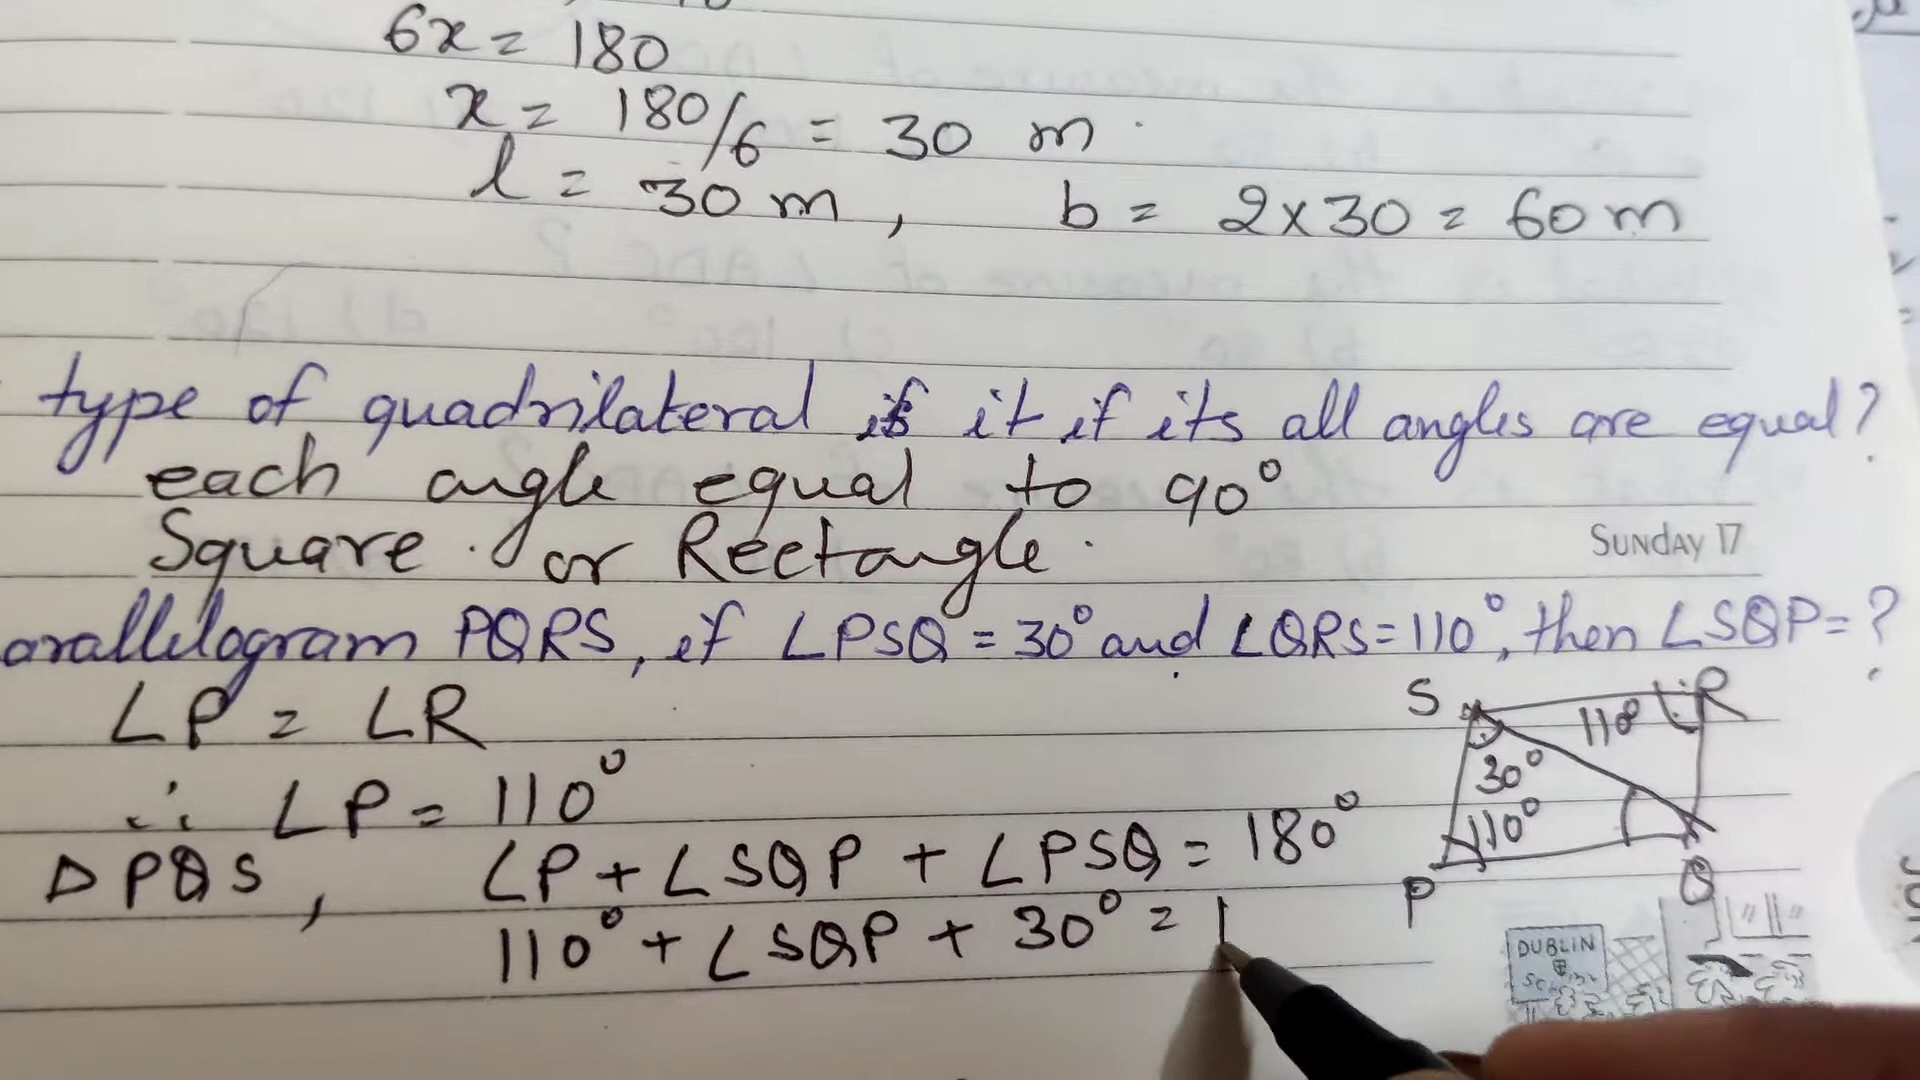 6x = 180
x = 180/6 = 30 m.
l = 30 m, b = 2x30 = 60 m
type of quadrilateral is it if its all angles are equal?
each angle equal to 90°
Square. or Rectangle.
SUNDAY 17
arallelogram PQRS, if ∠PSQ = 30° and ∠QRS = 110°, then ∠SQP = ?
∠P = ∠R
∴ ∠P = 110°
△PQS, ∠P + ∠SQP + ∠PSQ = 180°
110° + ∠SQP + 30° = 1
S R
110°
30°
110°
P Q
DUBLIN